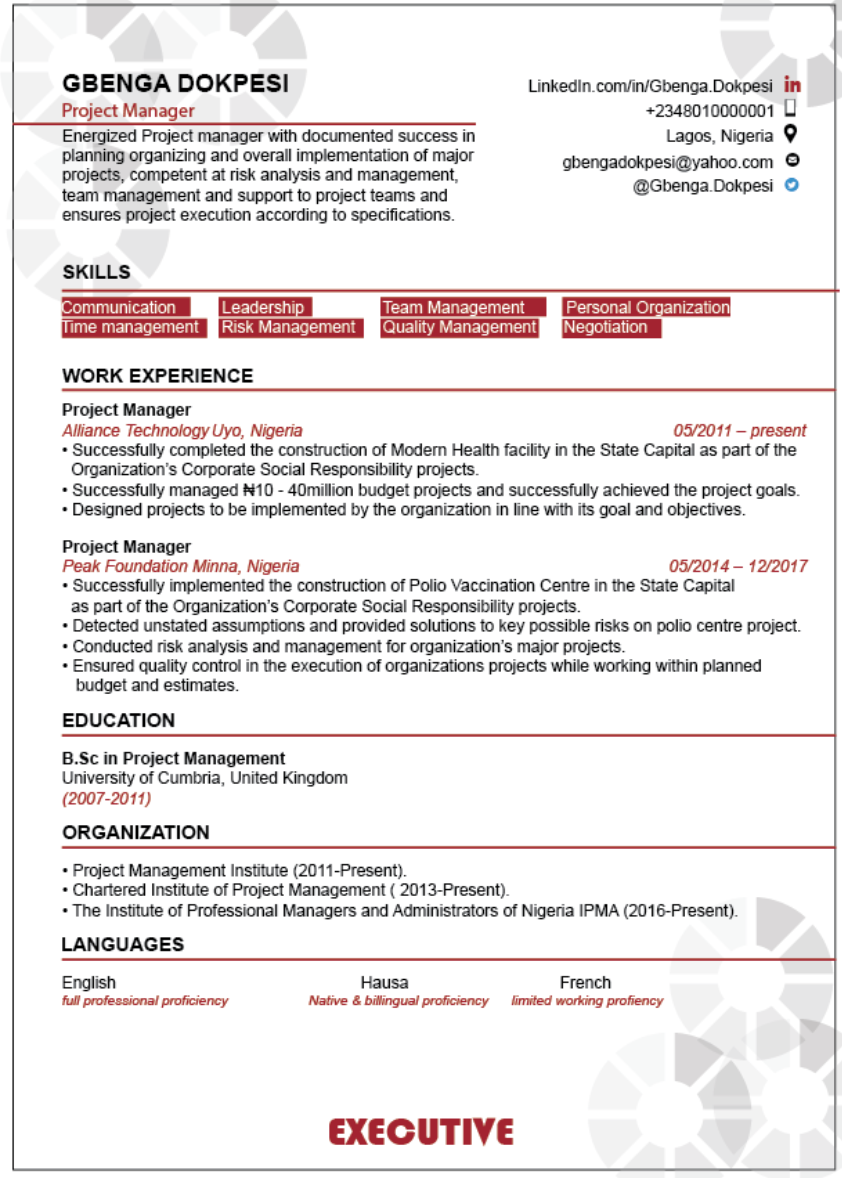 GBENGA DOKPESI
Project Manager
Energized Project manager with documented success in
planning organizing and overall implementation of major
projects, competent at risk analysis and management,
team management and support to project teams and
ensures project execution according to specifications.
LinkedIn.com/in/Gbenga.Dokpesi in
+2348010000001
Lagos, Nigeria
gbengadokpesi@yahoo.com
@Gbenga.Dokpesi
SKILLS
Communication Leadership Team Management Personal Organization
Time management Risk Management Quality Management Negotiation
WORK EXPERIENCE
Project Manager
Alliance Technology Uyo, Nigeria 05/2011 – present
• Successfully completed the construction of Modern Health facility in the State Capital as part of the
Organization’s Corporate Social Responsibility projects.
• Successfully managed ₦10 - 40million budget projects and successfully achieved the project goals.
• Designed projects to be implemented by the organization in line with its goal and objectives.
Project Manager
Peak Foundation Minna, Nigeria 05/2014 – 12/2017
• Successfully implemented the construction of Polio Vaccination Centre in the State Capital
as part of the Organization’s Corporate Social Responsibility projects.
• Detected unstated assumptions and provided solutions to key possible risks on polio centre project.
• Conducted risk analysis and management for organization’s major projects.
• Ensured quality control in the execution of organizations projects while working within planned
budget and estimates.
EDUCATION
B.Sc in Project Management
University of Cumbria, United Kingdom
(2007-2011)
ORGANIZATION
• Project Management Institute (2011-Present).
• Chartered Institute of Project Management ( 2013-Present).
• The Institute of Professional Managers and Administrators of Nigeria IPMA (2016-Present).
LANGUAGES
English Hausa French
full professional proficiency Native & billingual proficiency limited working profiency
EXECUTIVE